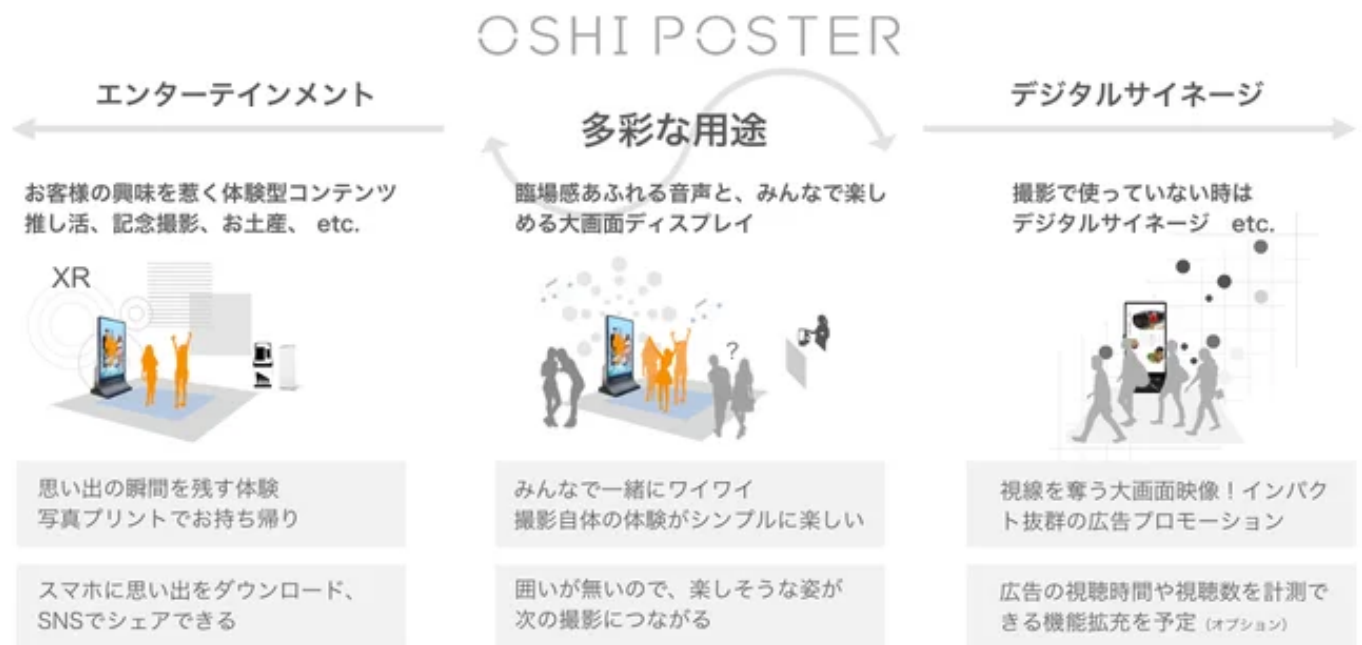 OSHI POSTER
エンターテインメント
多彩な用途
デジタルサイネージ
お客様の興味を惹く体験型コンテンツ
推し活、記念撮影、お土産、 etc.
臨場感あふれる音声と、みんなで楽し
める大画面ディスプレイ
撮影で使っていない時は
デジタルサイネージ　etc.
XR
?
思い出の瞬間を残す体験
写真プリントでお持ち帰り
みんなで一緒にワイワイ
撮影自体の体験がシンプルに楽しい
視線を奪う大画面映像！インパク
ト抜群の広告プロモーション
スマホに思い出をダウンロード、
SNSでシェアできる
囲いが無いので、楽しそうな姿が
次の撮影につながる
広告の視聴時間や視聴数を計測で
きる機能拡充を予定 (オプション)